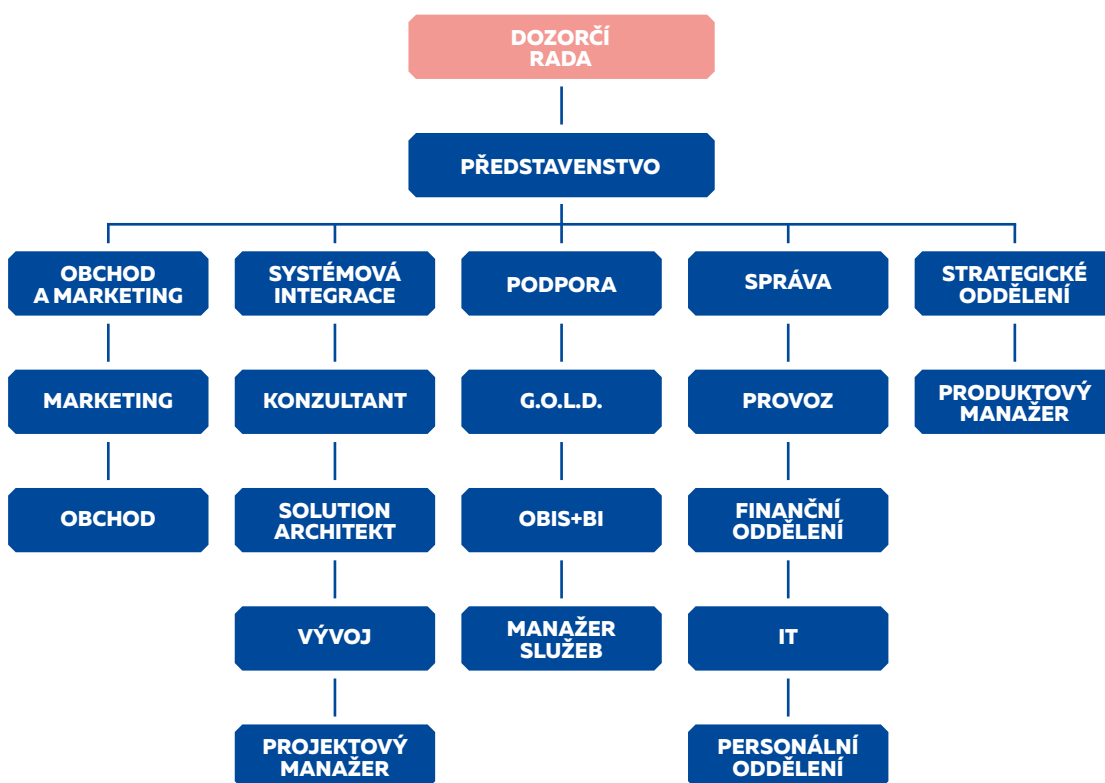 DOZORČÍ
RADA
PŘEDSTAVENSTVO
OBCHOD
A MARKETING
SYSTÉMOVÁ
INTEGRACE
PODPORA
SPRÁVA
STRATEGICKÉ
ODDĚLENÍ
MARKETING
KONZULTANT
G.O.L.D.
PROVOZ
PRODUKTOVÝ
MANAŽER
OBCHOD
SOLUTION
ARCHITEKT
OBIS+BI
FINANČNÍ
ODDĚLENÍ
VÝVOJ
MANAŽER
SLUŽEB
IT
PROJEKTOVÝ
MANAŽER
PERSONÁLNÍ
ODDĚLENÍ